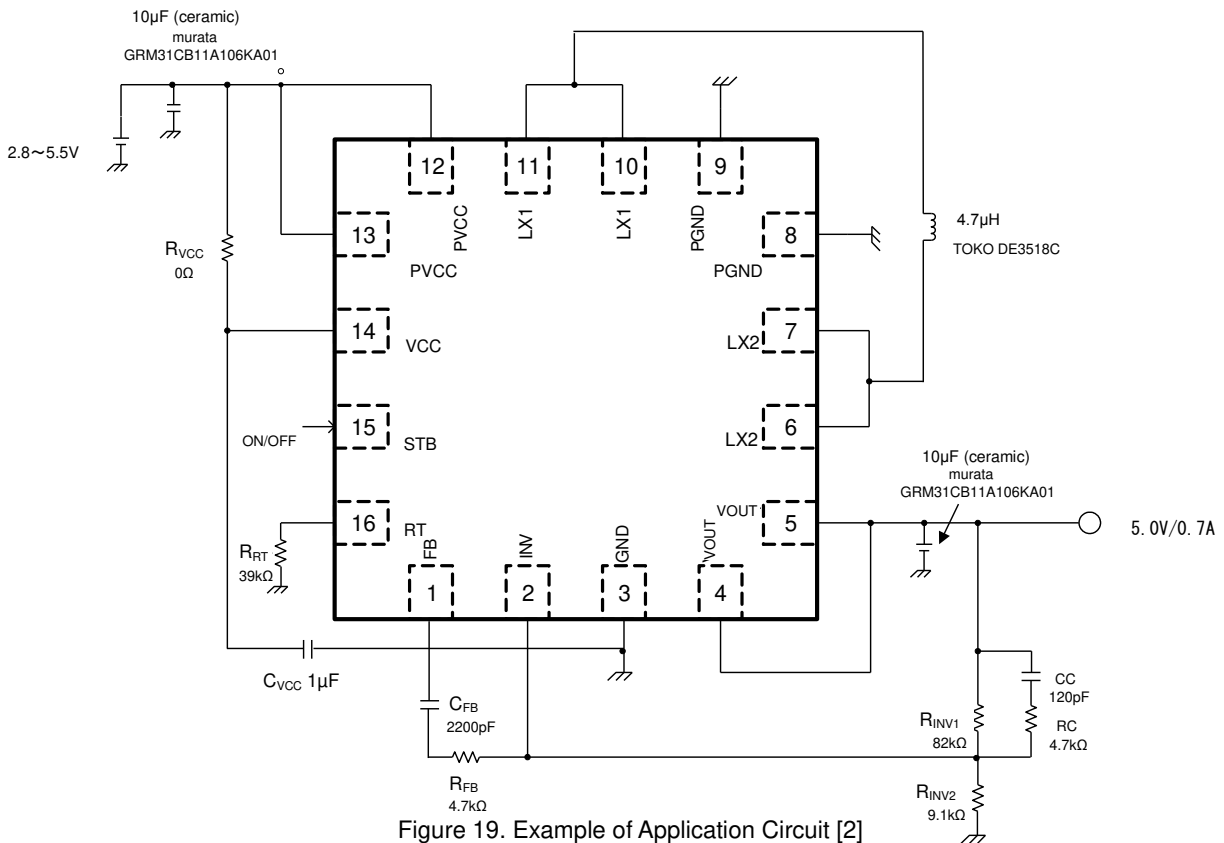 10µF (ceramic)
murata
GRM31CB11A106KA01
2.8～5.5V
12
11
10
9
PVCC
LX1
LX1
PGND
13
PVCC
8
PGND
4.7µH
TOKO DE3518C
RVCC
0Ω
14
VCC
7
LX2
ON/OFF
15
STB
6
LX2
10µF (ceramic)
murata
GRM31CB11A106KA01
16
RT
VOUT
5
5.0V/0.7A
RRT
39kΩ
FB
INV
GND
VOUT
1
2
3
4
CVCC 1µF
CFB
2200pF
RFB
4.7kΩ
RINV1
82kΩ
CC
120pF
RC
4.7kΩ
RINV2
9.1kΩ
Figure 19. Example of Application Circuit [2]